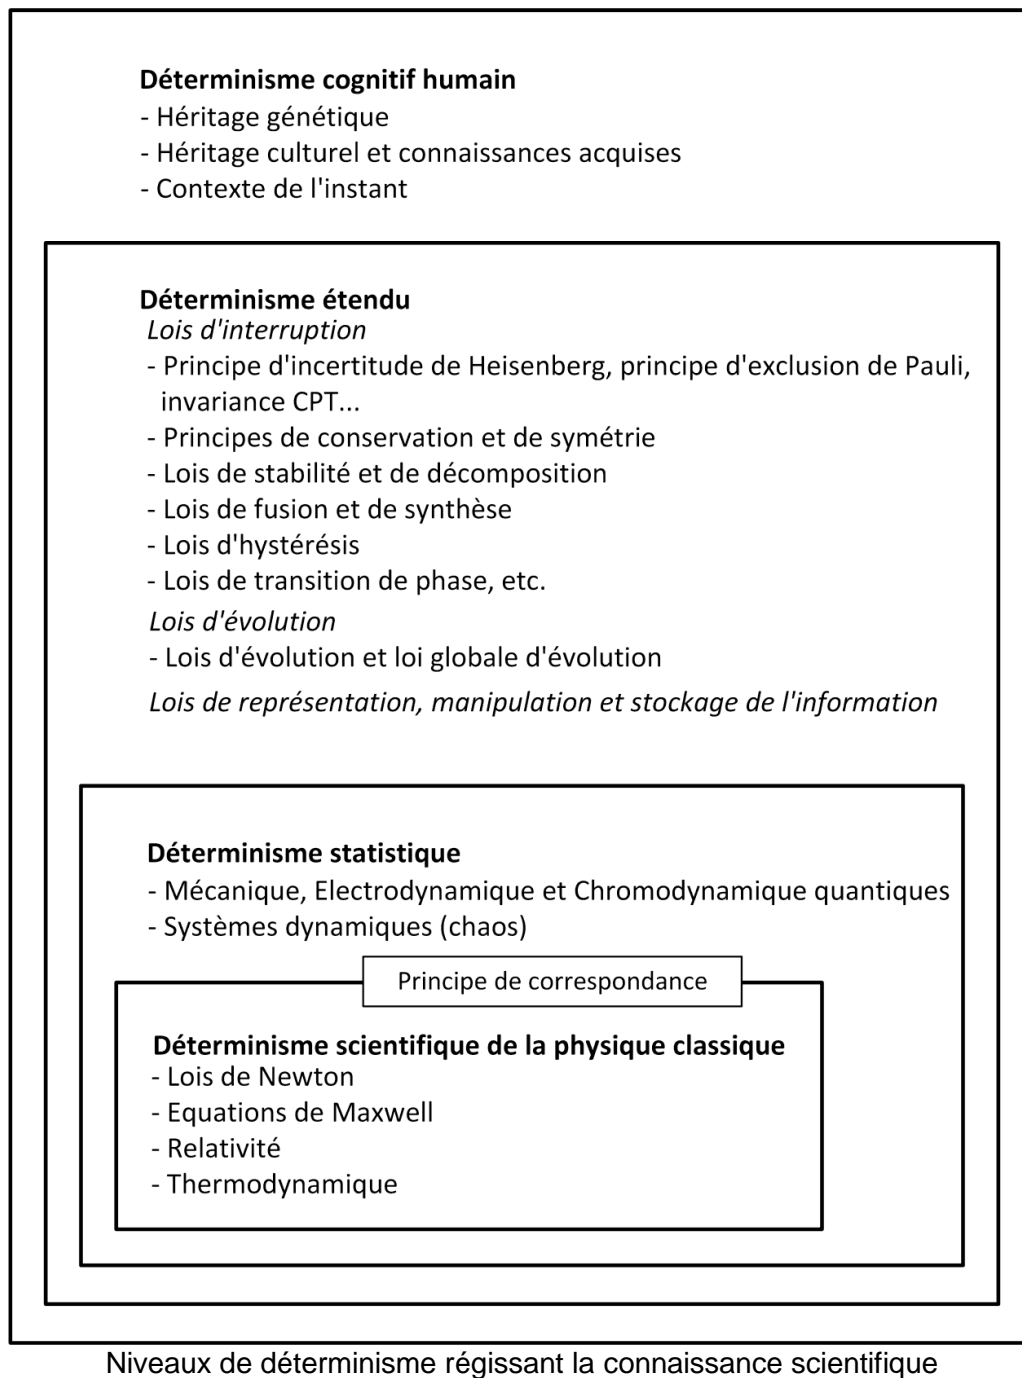 Déterminisme cognitif humain
- Héritage génétique
- Héritage culturel et connaissances acquises
- Contexte de l'instant
Déterminisme étendu
Lois d'interruption
- Principe d'incertitude de Heisenberg, principe d'exclusion de Pauli,
invariance CPT...
- Principes de conservation et de symétrie
- Lois de stabilité et de décomposition
- Lois de fusion et de synthèse
- Lois d'hystérésis
- Lois de transition de phase, etc.
Lois d'évolution
- Lois d'évolution et loi globale d'évolution
Lois de représentation, manipulation et stockage de l'information
Déterminisme statistique
- Mécanique, Electrodynamique et Chromodynamique quantiques
- Systèmes dynamiques (chaos)
Principe de correspondance
Déterminisme scientifique de la physique classique
- Lois de Newton
- Equations de Maxwell
- Relativité
- Thermodynamique
Niveaux de déterminisme régissant la connaissance scientifique